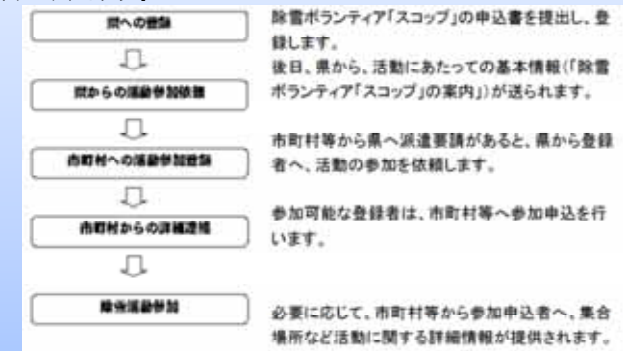 県への登録
除雪ボランティア「スコップ」の申込書を提出し、登
録します。
後日、県から、活動にあたっての基本情報(「除雪
ボランティア「スコップ」の案内」)が送られます。
県からの活動参加依頼
市町村等から県へ派遣要請があると、県から登録
者へ、活動の参加を依頼します。
市町村への活動参加登録
参加可能な登録者は、市町村等へ参加申込を行
います。
市町村からの詳細連絡
必要に応じて、市町村等から参加申込者へ、集合
場所など活動に関する詳細情報が提供されます。
除雪活動参加